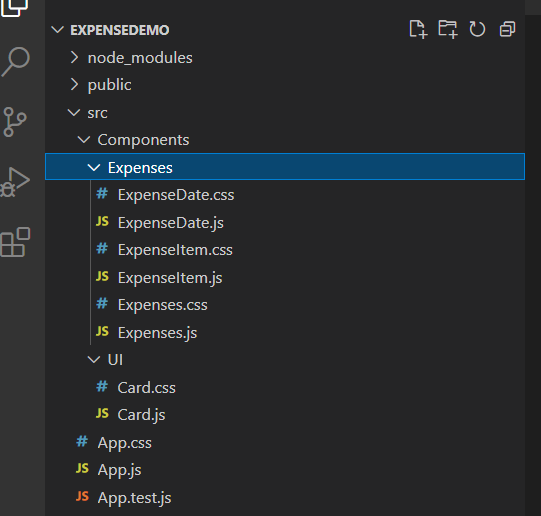 EXPENSEDEMO
node_modules
public
src
Components
Expenses
# ExpenseDate.css
JS ExpenseDate.js
# ExpenseItem.css
JS ExpenseItem.js
# Expenses.css
JS Expenses.js
UI
# Card.css
JS Card.js
# App.css
JS App.js
JS App.test.js